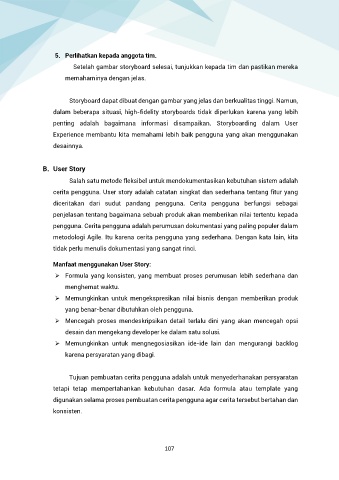 5. Perlihatkan kepada anggota tim.
Setelah gambar storyboard selesai, tunjukkan kepada tim dan pastikan mereka
memahaminya dengan jelas.
Storyboard dapat dibuat dengan gambar yang jelas dan berkualitas tinggi. Namun,
dalam beberapa situasi, high-fidelity storyboards tidak diperlukan karena yang lebih
penting adalah bagaimana informasi disampaikan. Storyboarding dalam User
Experience membantu kita memahami lebih baik pengguna yang akan menggunakan
desainnya.
B. User Story
Salah satu metode fleksibel untuk mendokumentasikan kebutuhan sistem adalah
cerita pengguna. User story adalah catatan singkat dan sederhana tentang fitur yang
diceritakan dari sudut pandang pengguna. Cerita pengguna berfungsi sebagai
penjelasan tentang bagaimana sebuah produk akan memberikan nilai tertentu kepada
pengguna. Cerita pengguna adalah perumusan dokumentasi yang paling populer dalam
metodologi Agile. Itu karena cerita pengguna yang sederhana. Dengan kata lain, kita
tidak perlu menulis dokumentasi yang sangat rinci.
Manfaat menggunakan User Story:
➢ Formula yang konsisten, yang membuat proses perumusan lebih sederhana dan
menghemat waktu.
➢ Memungkinkan untuk mengekspresikan nilai bisnis dengan memberikan produk
yang benar-benar dibutuhkan oleh pengguna.
➢ Mencegah proses mendeskripsikan detail terlalu dini yang akan mencegah opsi
desain dan mengekang developer ke dalam satu solusi.
➢ Memungkinkan untuk mengnegosiasikan ide-ide lain dan mengurangi backlog
karena persyaratan yang dibagi.
Tujuan pembuatan cerita pengguna adalah untuk menyederhanakan persyaratan
tetapi tetap mempertahankan kebutuhan dasar. Ada formula atau template yang
digunakan selama proses pembuatan cerita pengguna agar cerita tersebut bertahan dan
konsisten.
107